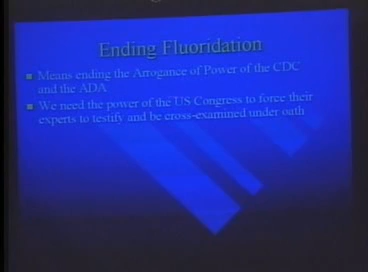 Ending Fluoridation
Means ending the Arrogance of Power of the CDC
and the ADA
We need the power of the US Congress to force their
experts to testify and be cross-examined under oath